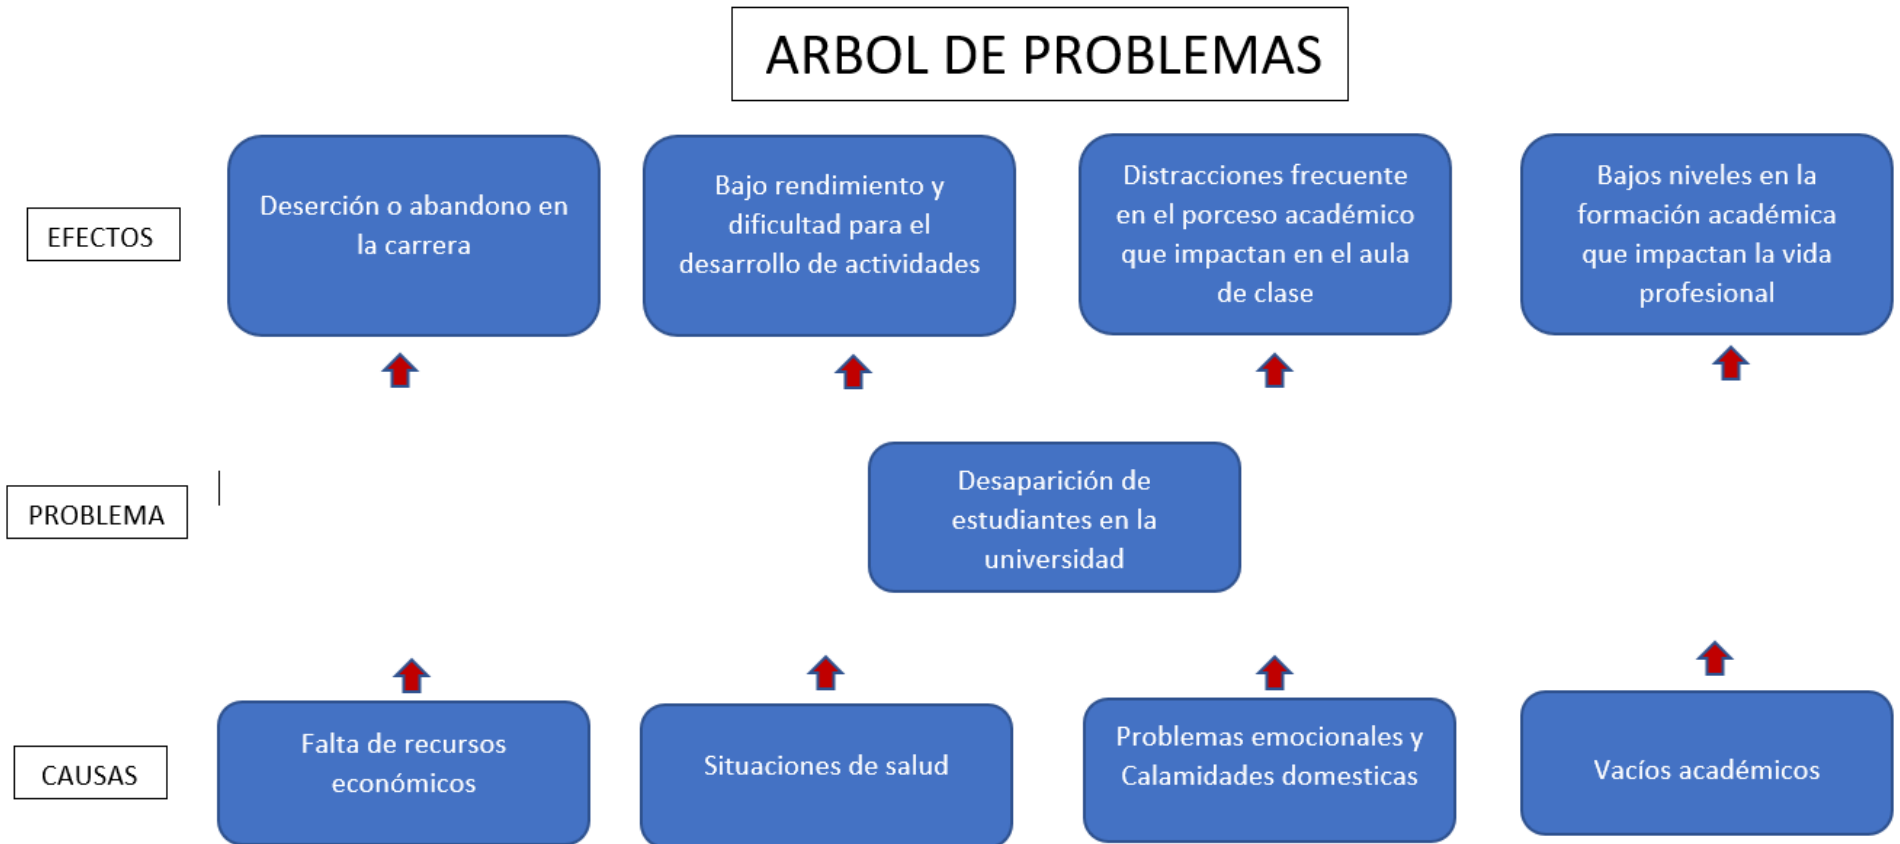 ARBOL DE PROBLEMAS
EFECTOS
Deserción o abandono en
la carrera
Bajo rendimiento y
dificultad para el
desarrollo de actividades
Distracciones frecuente
en el porceso académico
que impactan en el aula
de clase
Bajos niveles en la
formación académica
que impactan la vida
profesional
PROBLEMA
Desaparición de
estudiantes en la
universidad
CAUSAS
Falta de recursos
económicos
Situaciones de salud
Problemas emocionales y
Calamidades domesticas
Vacíos académicos